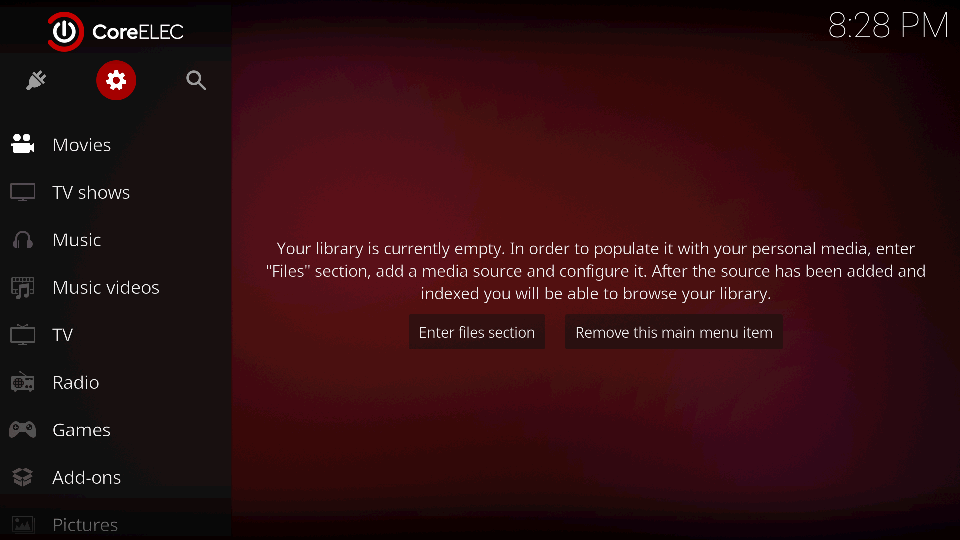 CoreELEC
8:28 PM
Movies
TV shows
Music
Music videos
TV
Radio
Games
Add-ons
Pictures
Your library is currently empty. In order to populate it with your personal media, enter
"Files" section, add a media source and configure it. After the source has been added and
indexed you will be able to browse your library.
Enter files section
Remove this main menu item